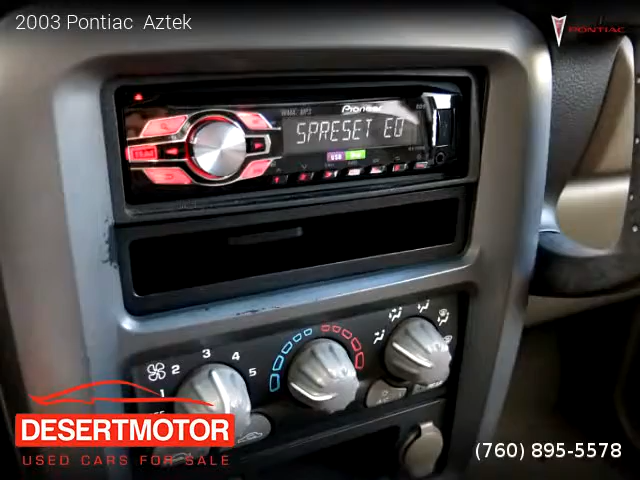 2003 Pontiac Aztek
PONTIAC
Pioneer
SPRESET EQ
USB
1 2 3 4 5
DESERTMOTOR
USED CARS FOR SALE
(760) 895-5578